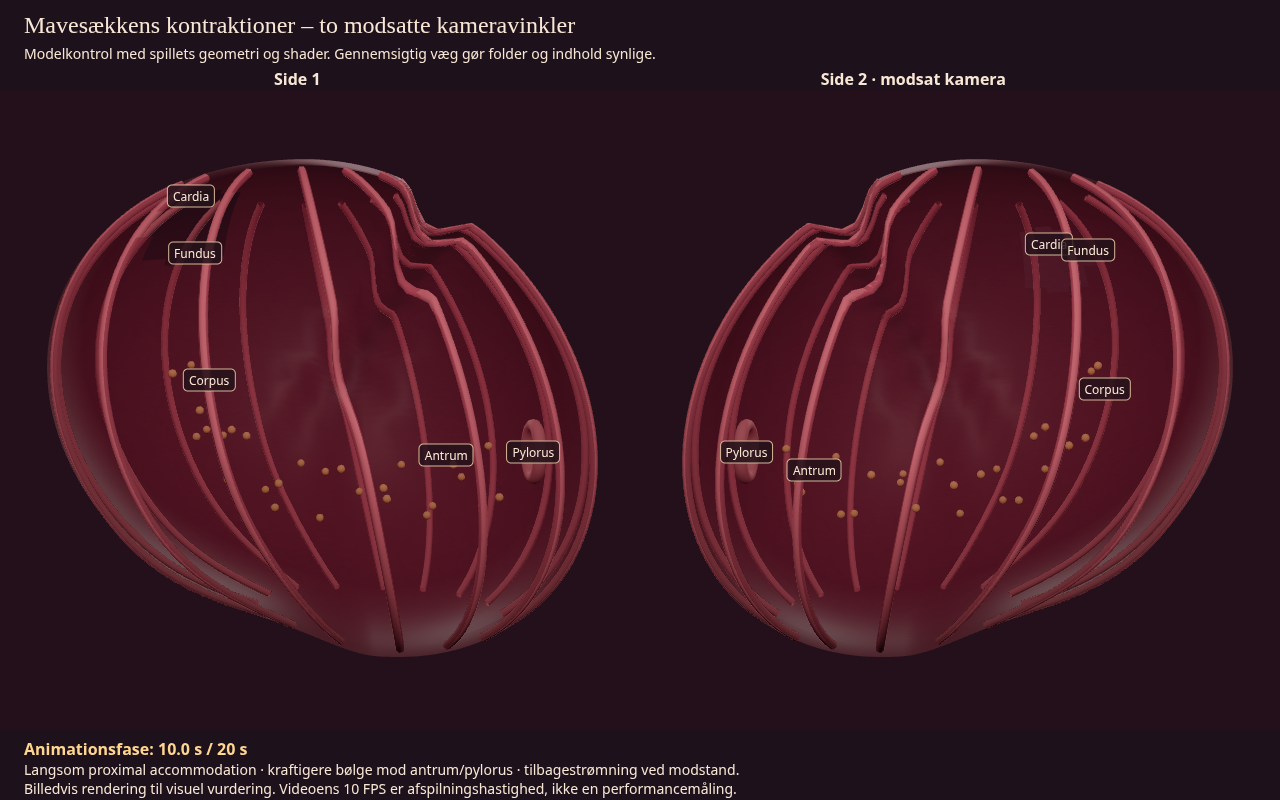 Mavesækkens kontraktioner – to modsatte kameravinkler
Modelkontrol med spillets geometri og shader. Gennemsigtig væg gør folder og indhold synlige.
Side 1
Side 2 · modsat kamera
Cardia
Fundus
Corpus
Antrum
Pylorus
Cardi
Fundus
Corpus
Pylorus
Antrum
Animationsfase: 10.0 s / 20 s
Langsom proximal accommodation · kraftigere bølge mod antrum/pylorus · tilbagestrømning ved modstand.
Billedvis rendering til visuel vurdering. Videoens 10 FPS er afspilningshastighed, ikke en performancemåling.